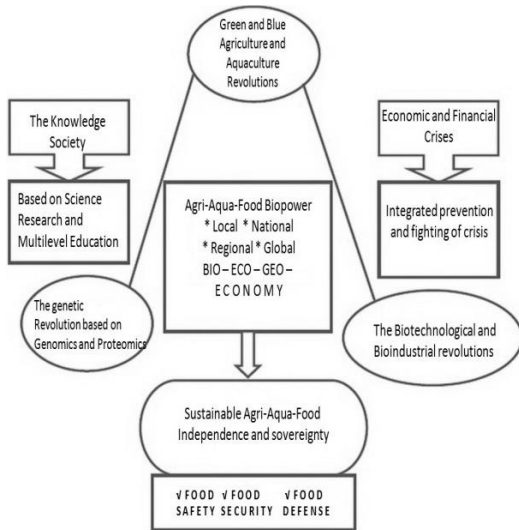 Green and Blue
Agriculture and
Aquaculture
Revolutions
The Knowledge
Society
Economic and Financial
Crises
Based on Science
Research and
Multilevel Education
Agri-Aqua-Food Biopower
* Local * National
* Regional * Global
BIO – ECO – GEO –
E C O N O M Y
Integrated prevention
and fighting of crisis
The genetic
Revolution based on
Genomics and Proteomics
The Biotechnological and
Bioindustrial revolutions
Sustainable Agri-Aqua-Food
Independence and sovereignty
√ FOOD √ FOOD √ FOOD
SAFETY SECURITY DEFENSE